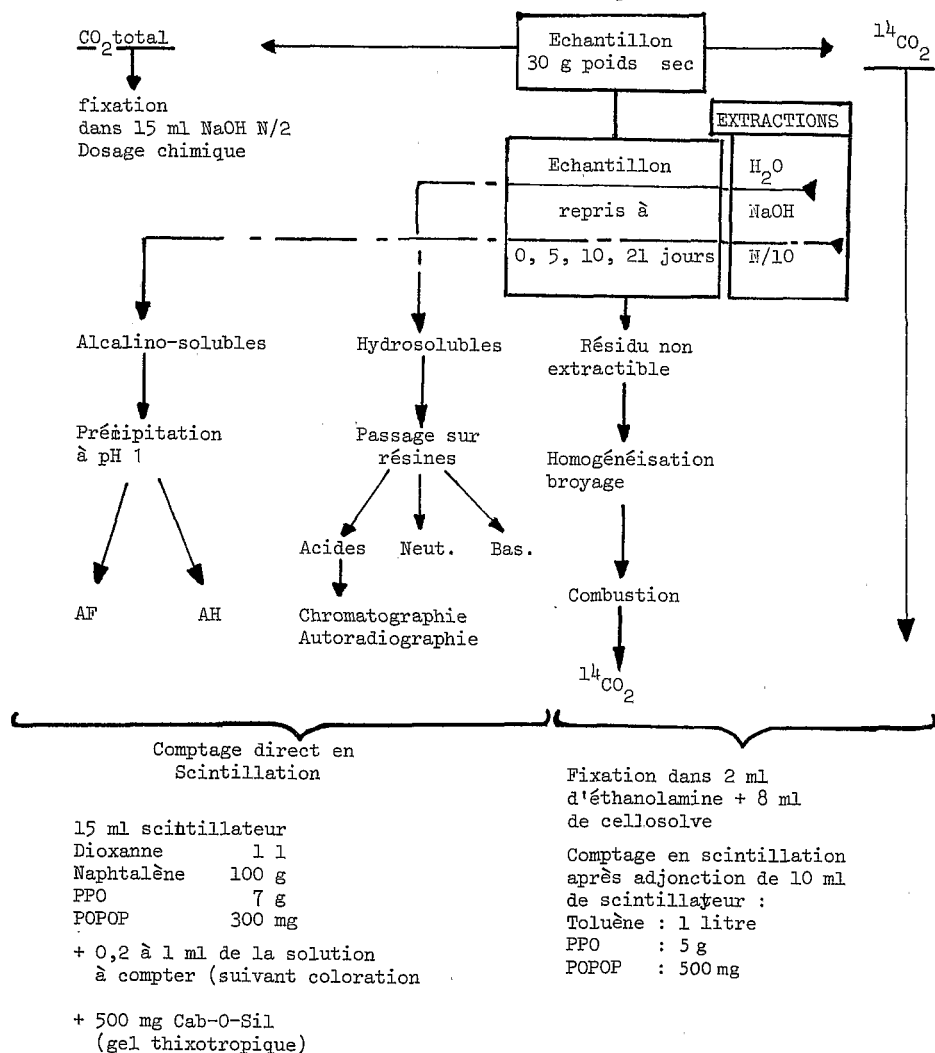 CO2 total
Echantillon
30 g poids sec
14CO2
fixation
dans 15 ml NaOH N/2
Dosage chimique
EXTRACTIONS
Echantillon
H2O
repris à
NaOH
0, 5, 10, 21 jours
N/10
Alcalino-solubles
Hydrosolubles
Résidu non
extractible
Précipitation
à pH 1
Passage sur
résines
Homogénéisation
broyage
Acides
Neut.
Bas.
Combustion
AF
AH
Chromatographie
Autoradiographie
14CO2
Comptage direct en
Scintillation
15 ml scintillateur
Dioxanne 1 l
Naphtalène 100 g
PPO 7 g
POPOP 300 mg
+ 0,2 à 1 ml de la solution
à compter (suivant coloration
+ 500 mg Cab-O-Sil
(gel thixotropique)
Fixation dans 2 ml
d'éthanolamine + 8 ml
de cellosolve
Comptage en scintillation
après adjonction de 10 ml
de scintillateur :
Toluène : 1 litre
PPO : 5 g
POPOP : 500 mg